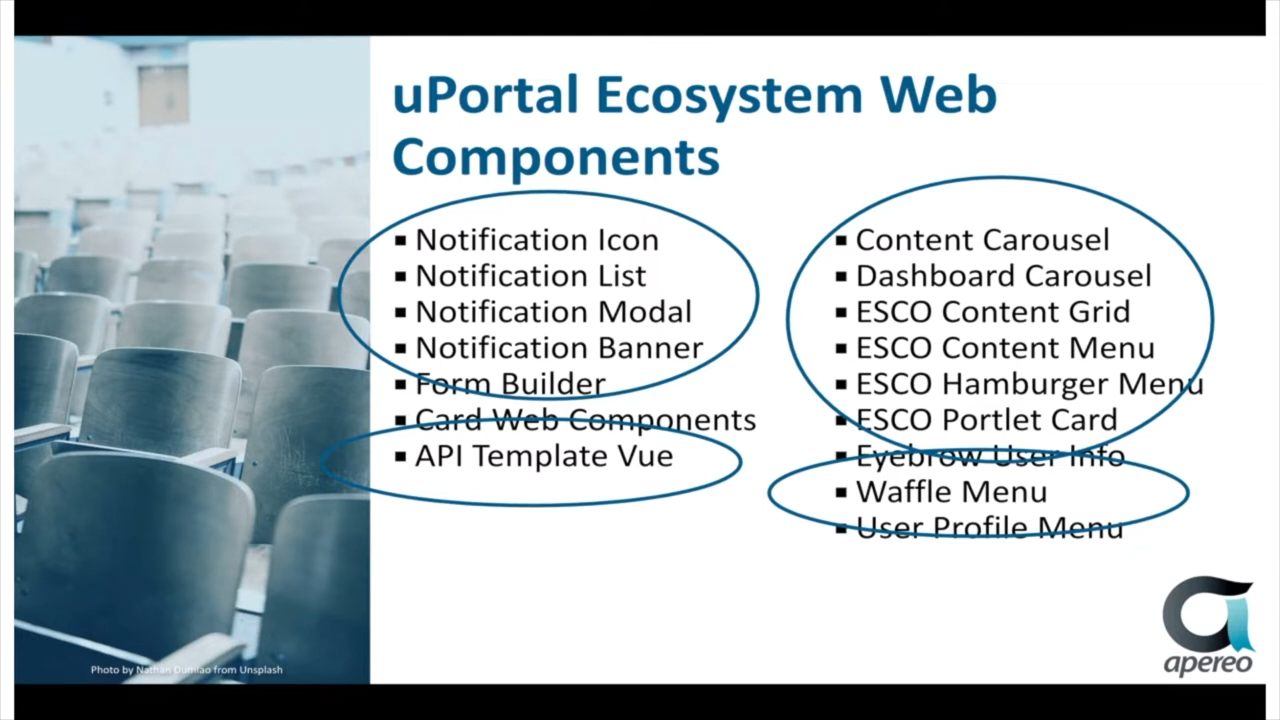 uPortal Ecosystem Web
Components
▪ Notification Icon
▪ Notification List
▪ Notification Modal
▪ Notification Banner
▪ Form Builder
▪ Card Web Components
▪ API Template Vue
▪ Content Carousel
▪ Dashboard Carousel
▪ ESCO Content Grid
▪ ESCO Content Menu
▪ ESCO Hamburger Menu
▪ ESCO Portlet Card
▪ Eyebrow User Info
▪ Waffle Menu
▪ User Profile Menu
Photo by Nathan Dumlao from Unsplash
apereo